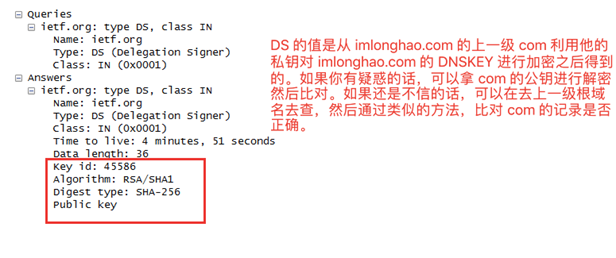 Queries
ietf.org: type DS, class IN
Name: ietf.org
Type: DS (Delegation Signer)
Class: IN (0x0001)
Answers
ietf.org: type DS, class IN
Name: ietf.org
Type: DS (Delegation Signer)
Class: IN (0x0001)
Time to live: 4 minutes, 51 seconds
Data length: 36
Key id: 45586
Algorithm: RSA/SHA1
Digest type: SHA-256
Public key
DS 的值是从 imlonghao.com 的上一级 com 利用他的
私钥对 imlonghao.com 的 DNSKEY 进行加密之后得到
的。如果你有疑惑的话，可以拿 com 的公钥进行解密
然后比对。如果还是不信的话，可以在去上一级根域
名去查，然后通过类似的方法，比对 com 的记录是否
正确。